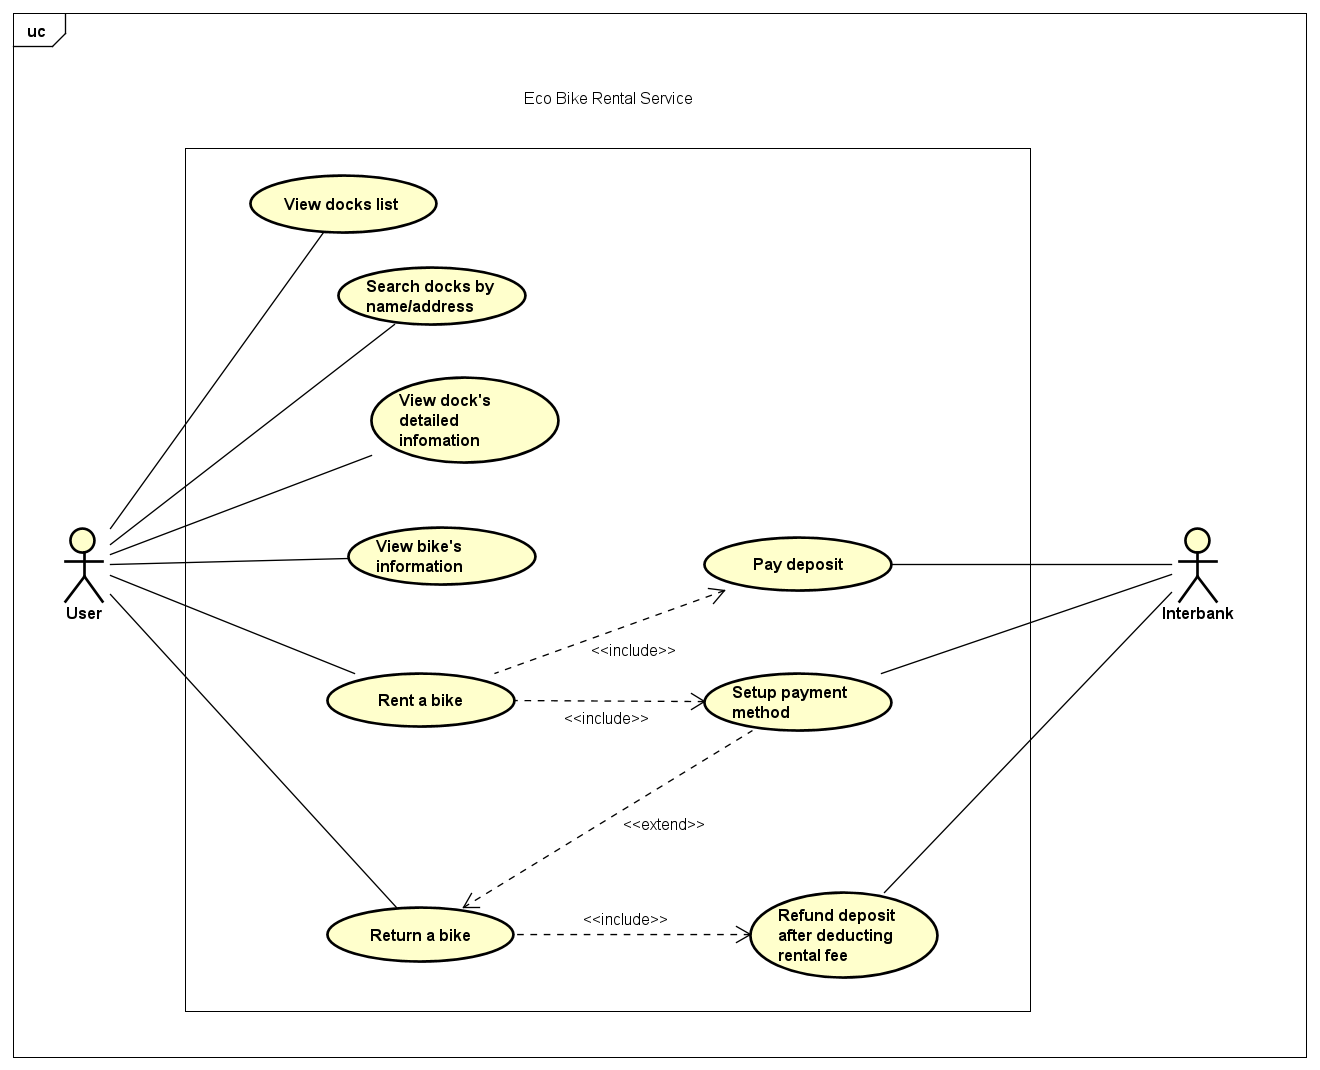 uc
Eco Bike Rental Service
View docks list
Search docks by
name/address
View dock's
detailed
infomation
View bike's
information
Pay deposit
User
Interbank
<<include>>
Rent a bike
Setup payment
method
<<include>>
<<extend>>
Return a bike
<<include>>
Refund deposit
after deducting
rental fee